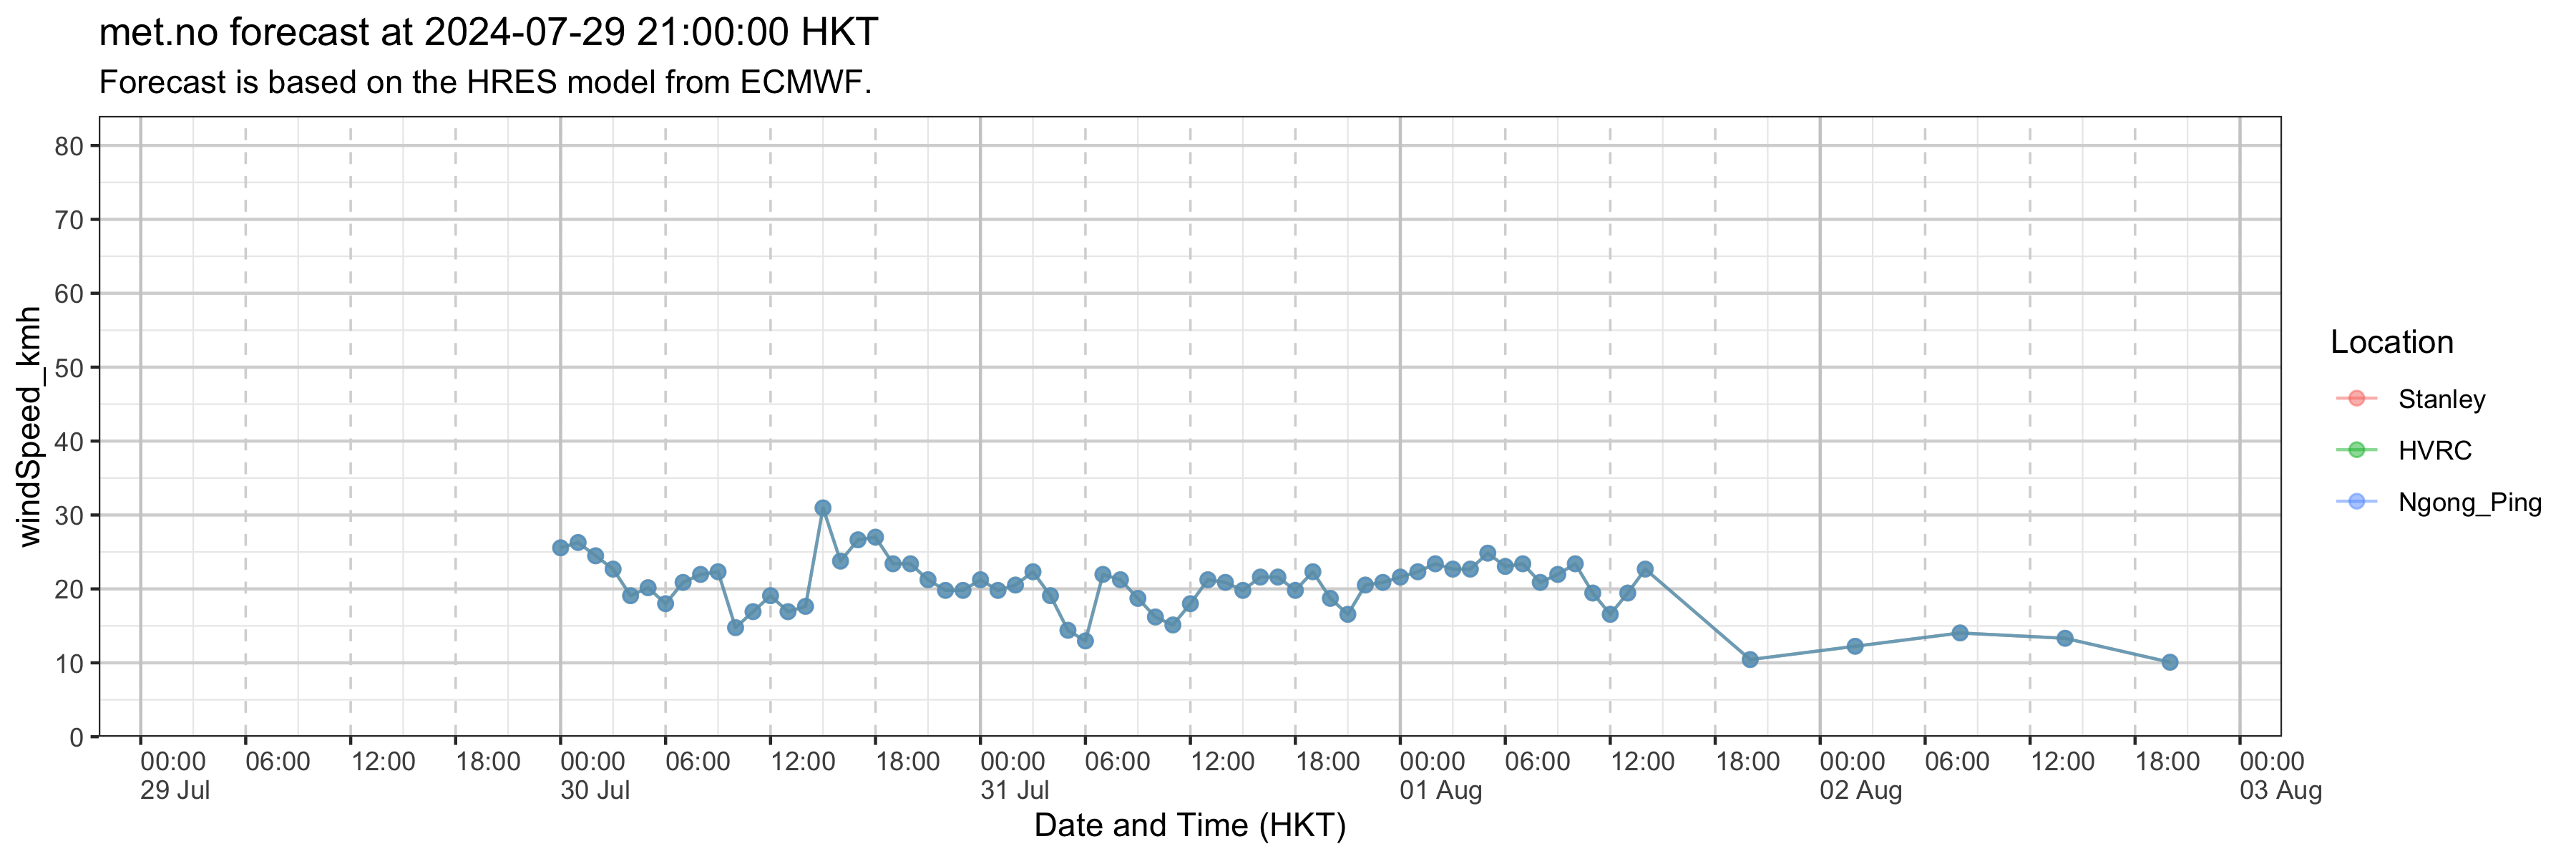 met.no forecast at 2024-07-29 21:00:00 HKT
Forecast is based on the HRES model from ECMWF.
80
70
60
50
40
30
20
10
0
windSpeed_kmh
00:00 06:00 12:00 18:00 00:00 06:00 12:00 18:00 00:00 06:00 12:00 18:00 00:00 06:00 12:00 18:00 00:00 06:00 12:00 18:00 00:00
29 Jul 30 Jul 31 Jul 01 Aug 02 Aug 03 Aug
Date and Time (HKT)
Location
Stanley
HVRC
Ngong_Ping